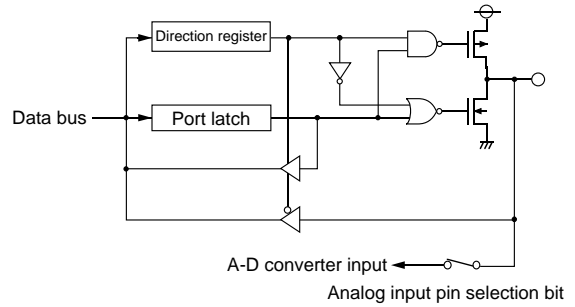 Direction register
Data bus
Port latch
A-D converter input
Analog input pin selection bit